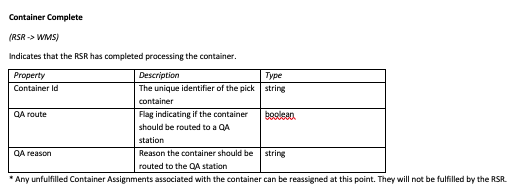 Container Complete
(RSR -> WMS)
Indicates that the RSR has completed processing the container.
Property Description Type
Container Id The unique identifier of the pick string
container
QA route Flag indicating if the container boolean
should be routed to a QA
station
QA reason Reason the container should be string
routed to the QA station
* Any unfulfilled Container Assignments associated with the container can be reassigned at this point. They will not be fulfilled by the RSR.